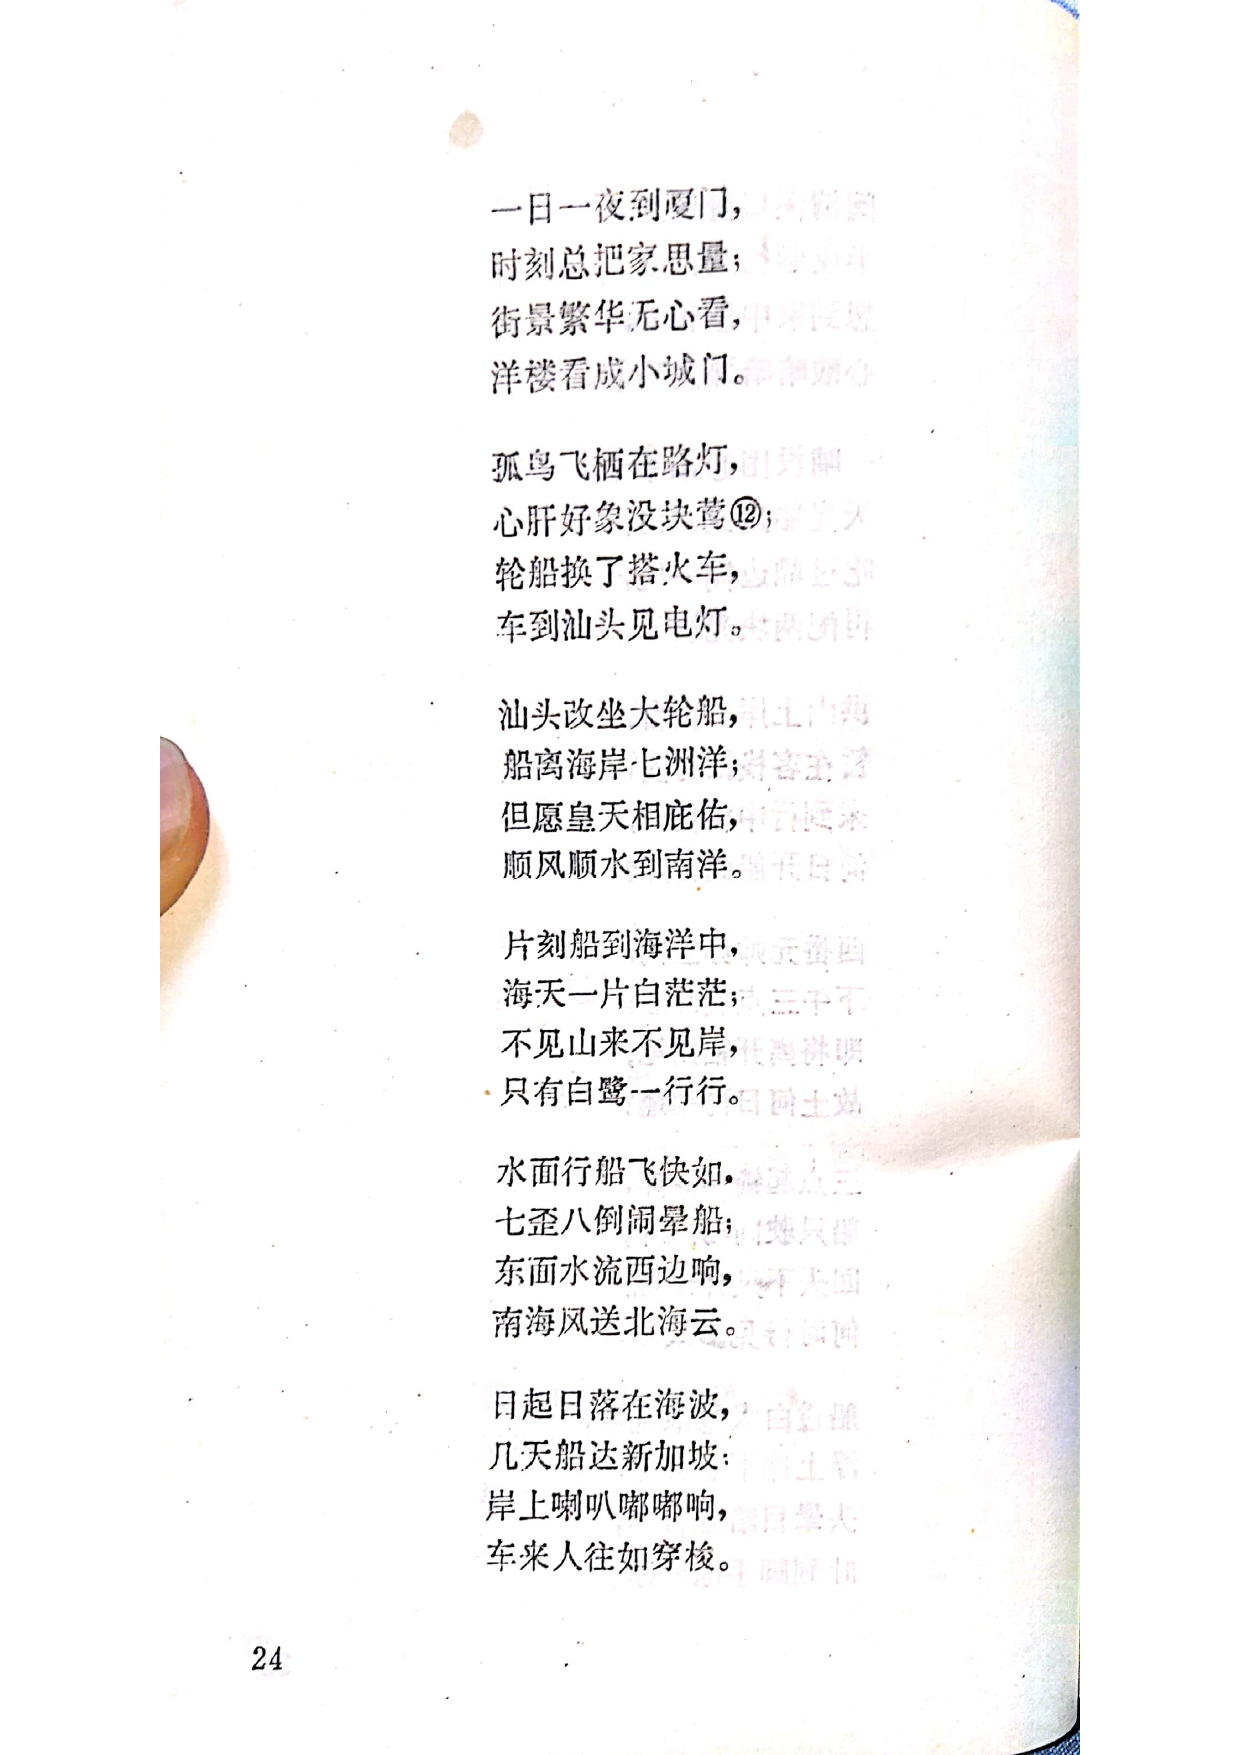 一日一夜到厦门，
时刻总把家思量；
街景繁华无心看，
洋楼看成小城门。
孤鸟飞栖在路灯，
心肝好象没块莺⑫；
轮船换了搭火车，
车到汕头见电灯。
汕头改坐大轮船，
船离海岸七洲洋；
但愿皇天相庇佑，
顺风顺水到南洋。
片刻船到海洋中，
海天一片白茫茫；
不见山来不见岸，
只有白鹭一行行。
水面行船飞快如，
七歪八倒闹晕船；
东面水流西边响，
南海风送北海云。
日起日落在海波，
几天船达新加坡：
岸上喇叭嘟嘟响，
车来人往如穿梭。
24